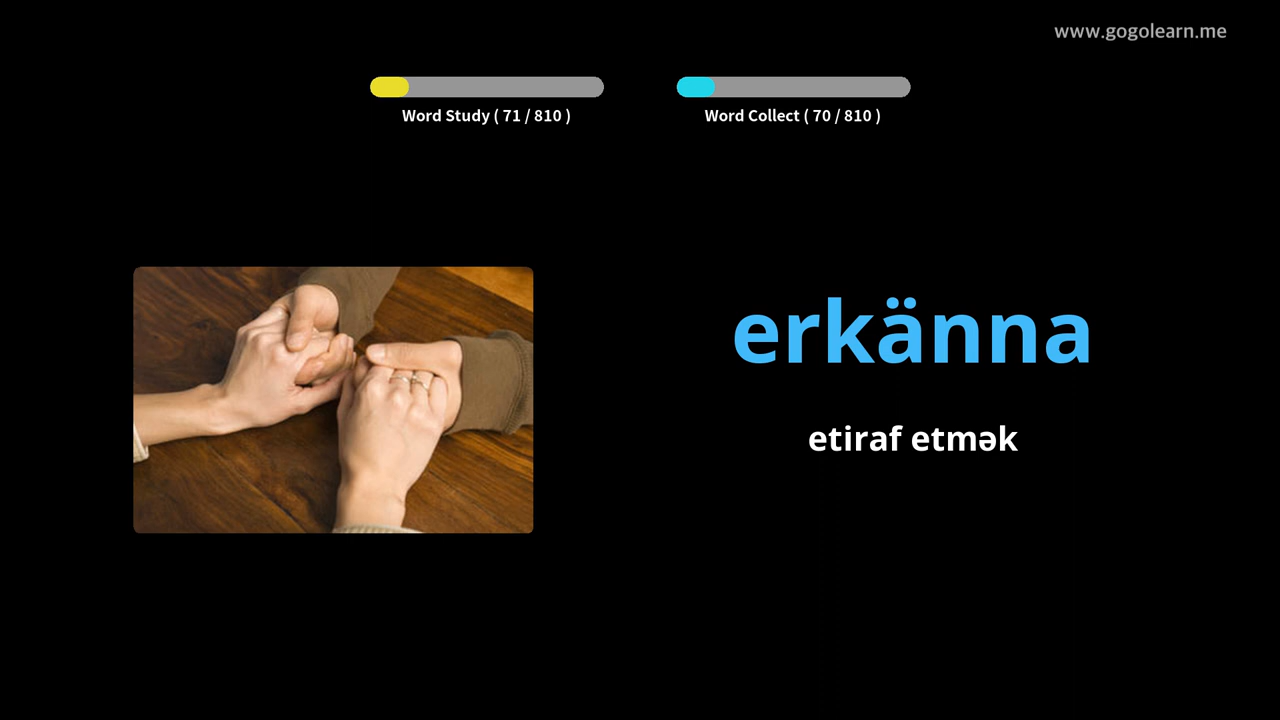 www.gogolearn.me
Word Study ( 71 / 810 )
Word Collect ( 70 / 810 )
erkänna
etiraf etmək